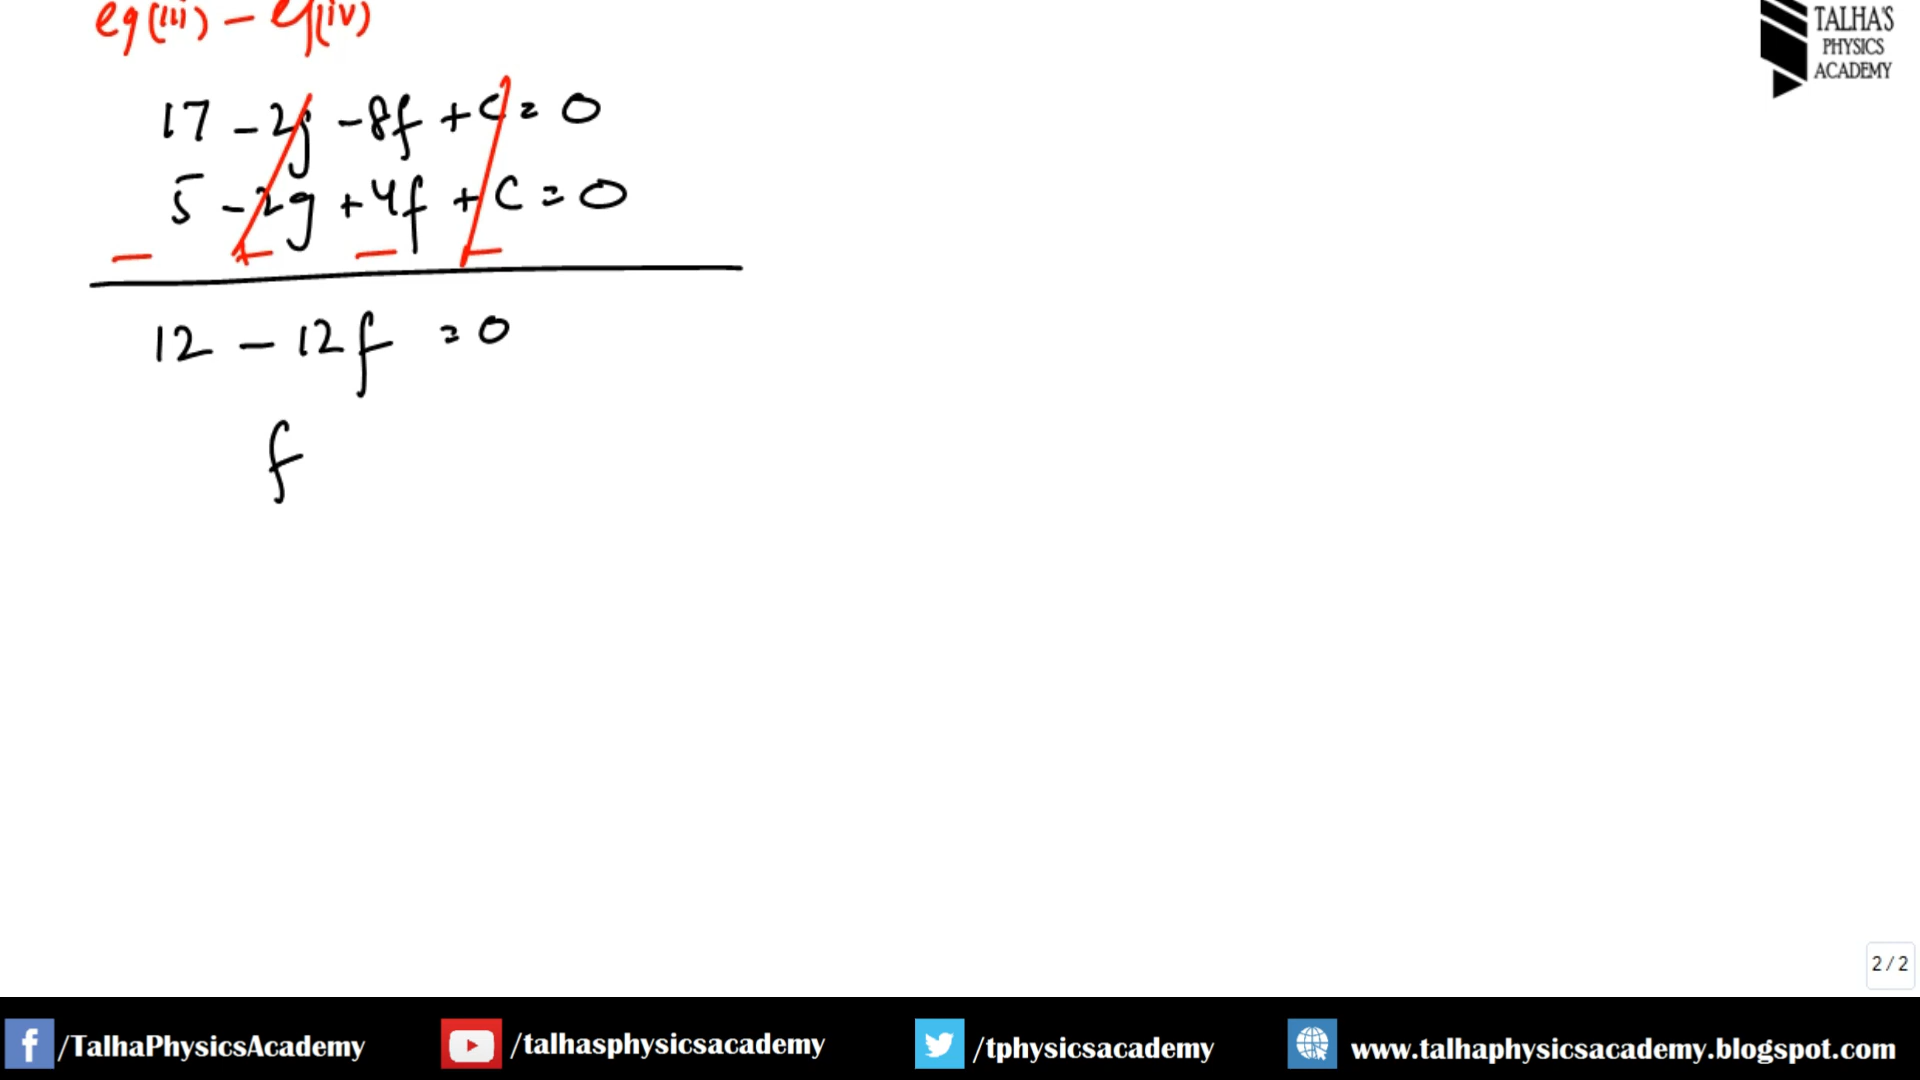 eq(iii) – eq(iv)
TALHA'S
PHYSICS
ACADEMY
17 - 2g - 8f + C = 0
5 - 2g + 4f + C = 0
12 - 12f = 0
f
2 / 2
/TalhaPhysicsAcademy
/talhasphysicsacademy
/tphysicsacademy
www.talhaphysicsacademy.blogspot.com